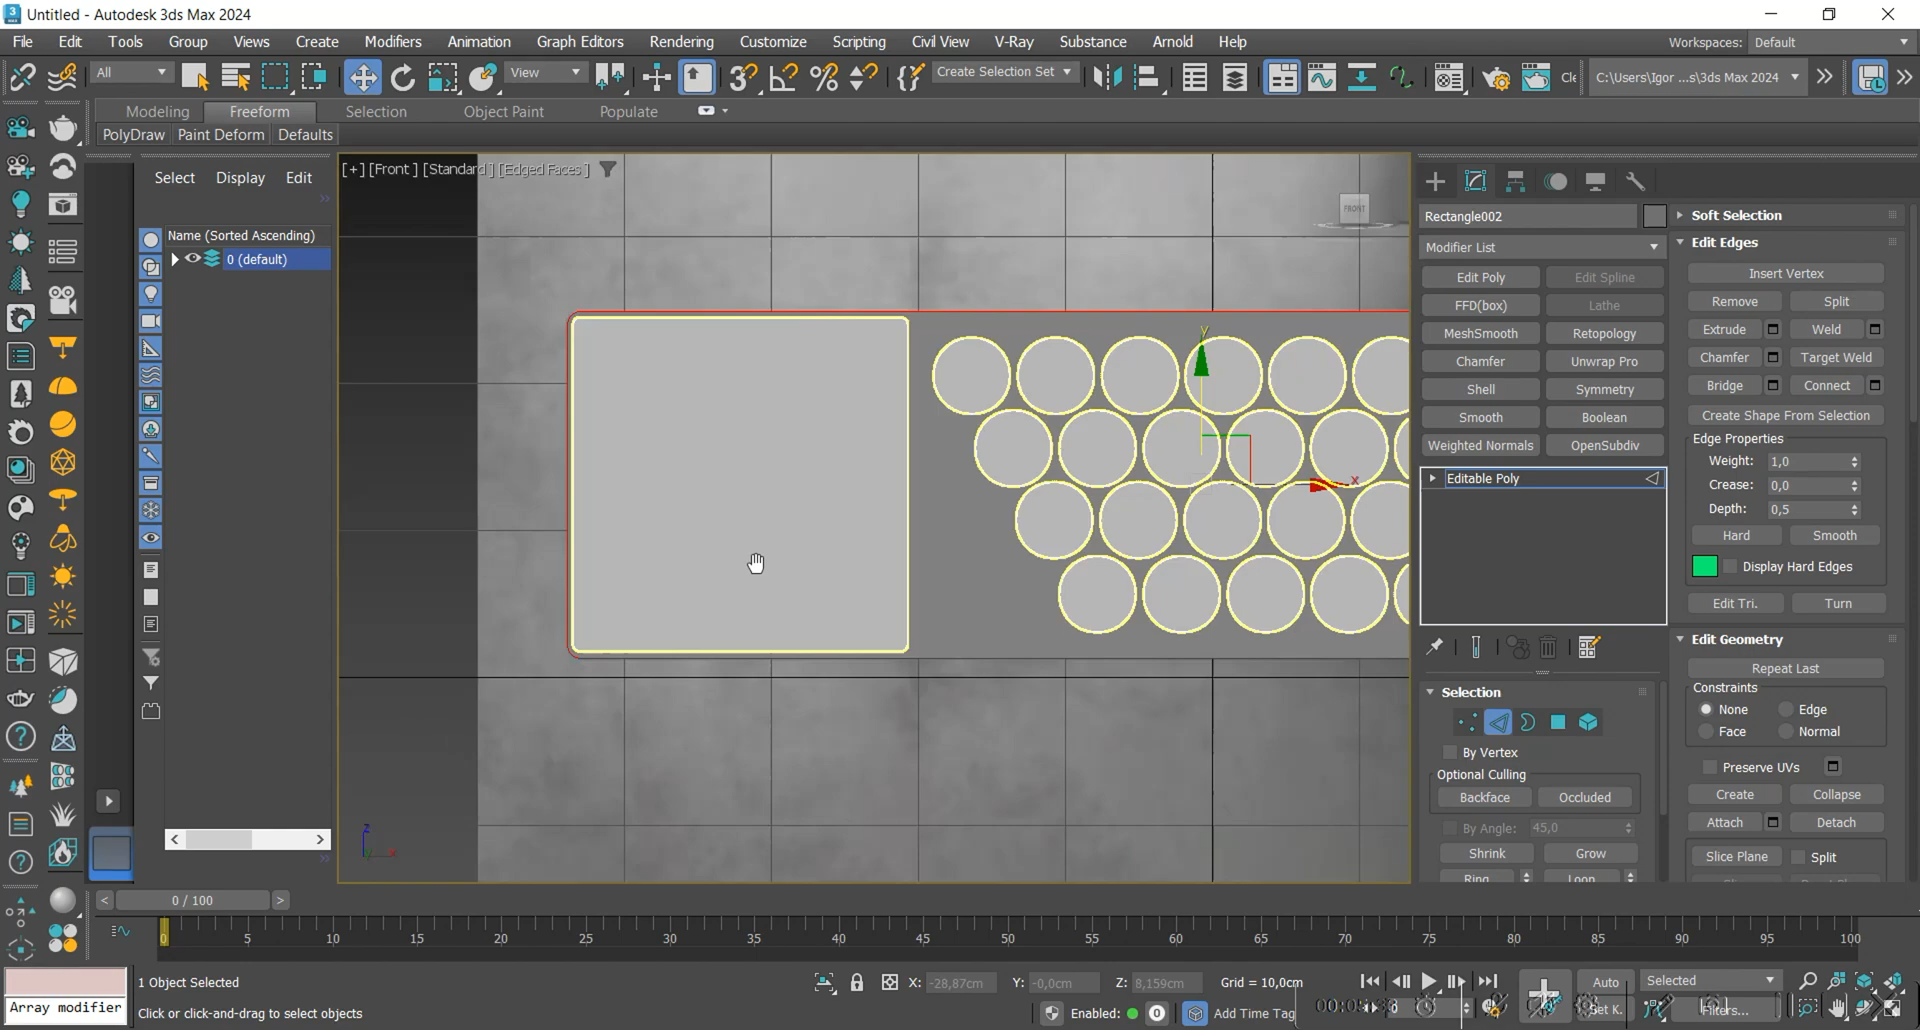 Untitled - Autodesk 3ds Max 2024
File Edit Tools Group Views Create Modifiers Animation Graph Editors Rendering Customize Scripting Civil View V-Ray Substance Arnold Help
Workspaces: Default
All View Create Selection Set Cle C:\Users\Igor ...s\3ds Max 2024
Modeling Freeform Selection Object Paint Populate
PolyDraw Paint Deform Defaults
Select Display Edit
Name (Sorted Ascending)
0 (default)
[+] [Front ] [Standard ] [Edged Faces ]
FRONT
y
x
z
x
Rectangle002
Modifier List
Edit Poly Edit Spline
FFD(box) Lathe
MeshSmooth Retopology
Chamfer Unwrap Pro
Shell Symmetry
Smooth Boolean
Weighted Normals OpenSubdiv
Editable Poly
Selection
By Vertex
Optional Culling
Backface Occluded
By Angle: 45,0
Shrink Grow
Ring Loop
Soft Selection
Edit Edges
Insert Vertex
Remove Split
Extrude Weld
Chamfer Target Weld
Bridge Connect
Create Shape From Selection
Edge Properties
Weight: 1,0
Crease: 0,0
Depth: 0,5
Hard Smooth
Display Hard Edges
Edit Tri. Turn
Edit Geometry
Repeat Last
Constraints
None Edge
Face Normal
Preserve UVs
Create Collapse
Attach Detach
Slice Plane Split
0 / 100
0 5 10 15 20 25 30 35 40 45 50 55 60 65 70 75 80 85 90 95 100
Array modifier
1 Object Selected
Click or click-and-drag to select objects
X: -28,87cm Y: -0,0cm Z: 8,159cm Grid = 10,0cm
Enabled: 0 Add Time Tag
Auto Selected
Filters...